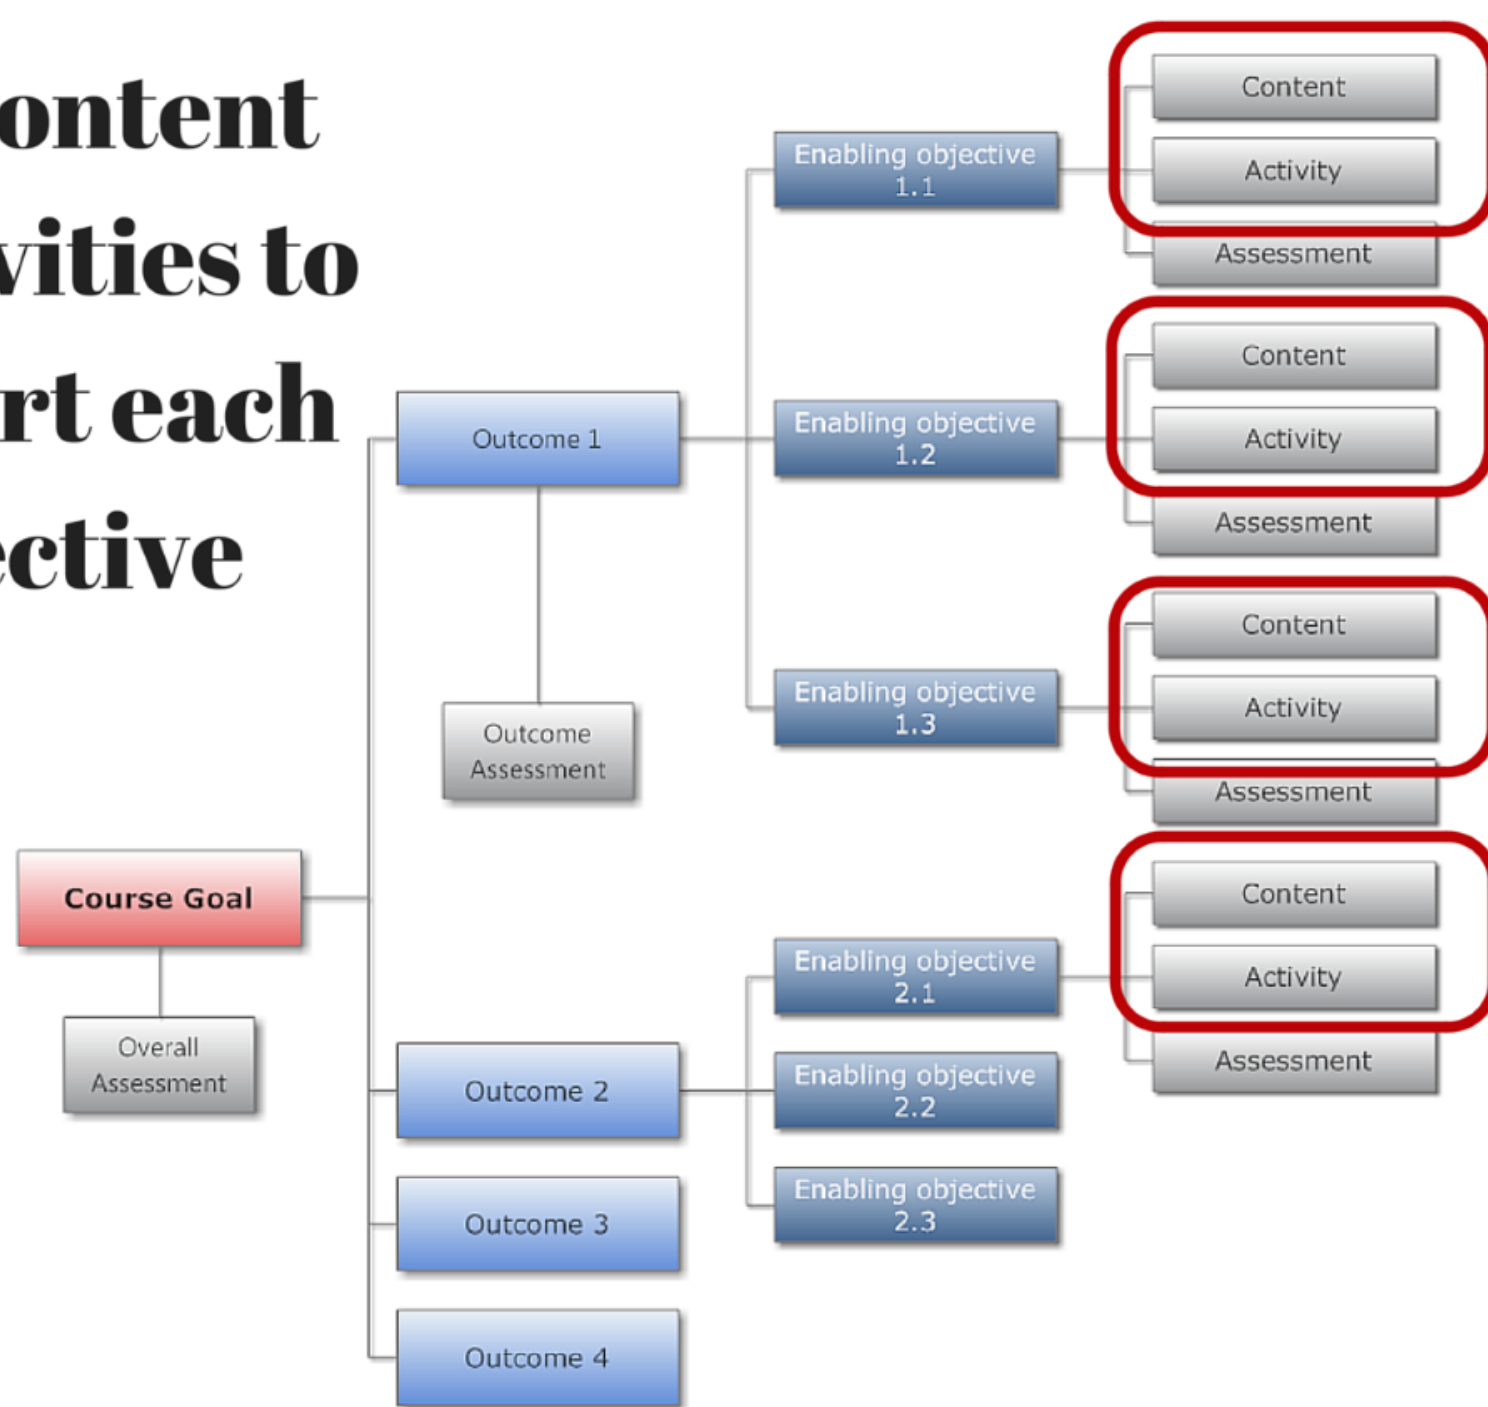 ontent
vities to
rt each
ective
Content
Activity
Assessment
Enabling objective
1.1
Content
Activity
Assessment
Enabling objective
1.2
Outcome 1
Content
Activity
Assessment
Enabling objective
1.3
Outcome
Assessment
Course Goal
Overall
Assessment
Content
Activity
Assessment
Enabling objective
2.1
Outcome 2
Enabling objective
2.2
Enabling objective
2.3
Outcome 3
Outcome 4